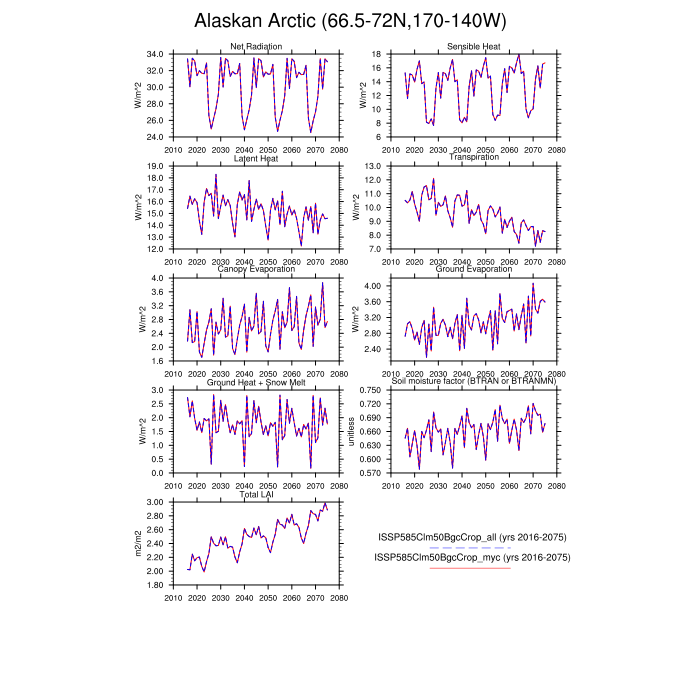 Alaskan Arctic (66.5-72N,170-140W)
Net Radiation
W/m^2
34.0
32.0
30.0
28.0
26.0
24.0
2010 2020 2030 2040 2050 2060 2070 2080
Sensible Heat
W/m^2
18
16
14
12
10
8
6
2010 2020 2030 2040 2050 2060 2070 2080
Latent Heat
W/m^2
19.0
18.0
17.0
16.0
15.0
14.0
13.0
12.0
2010 2020 2030 2040 2050 2060 2070 2080
Transpiration
W/m^2
13.0
12.0
11.0
10.0
9.0
8.0
7.0
2010 2020 2030 2040 2050 2060 2070 2080
Canopy Evaporation
W/m^2
4.0
3.6
3.2
2.8
2.4
2.0
1.6
2010 2020 2030 2040 2050 2060 2070 2080
Ground Evaporation
W/m^2
4.00
3.60
3.20
2.80
2.40
2010 2020 2030 2040 2050 2060 2070 2080
Ground Heat + Snow Melt
W/m^2
3.0
2.5
2.0
1.5
1.0
0.5
0.0
2010 2020 2030 2040 2050 2060 2070 2080
Soil moisture factor (BTRAN or BTRANMN)
unitless
0.750
0.720
0.690
0.660
0.630
0.600
0.570
2010 2020 2030 2040 2050 2060 2070 2080
Total LAI
m2/m2
3.00
2.80
2.60
2.40
2.20
2.00
1.80
2010 2020 2030 2040 2050 2060 2070 2080
ISSP585Clm50BgcCrop_all (yrs 2016-2075)
ISSP585Clm50BgcCrop_myc (yrs 2016-2075)